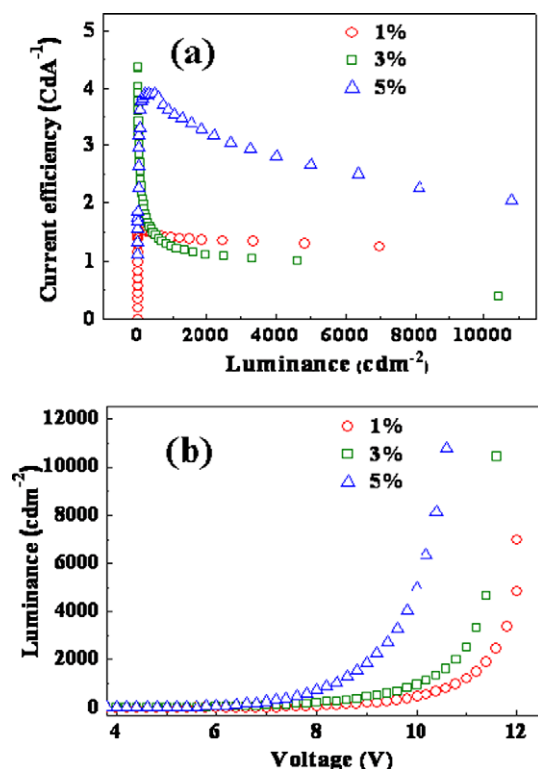 (a)
1%
3%
5%
5
4
3
2
1
0
Current efficiency (CdA⁻¹)
0 2000 4000 6000 8000 10000
Luminance (cdm⁻²)
(b)
1%
3%
5%
12000
10000
8000
6000
4000
2000
0
Luminance (cdm⁻²)
4 6 8 10 12
Voltage (V)